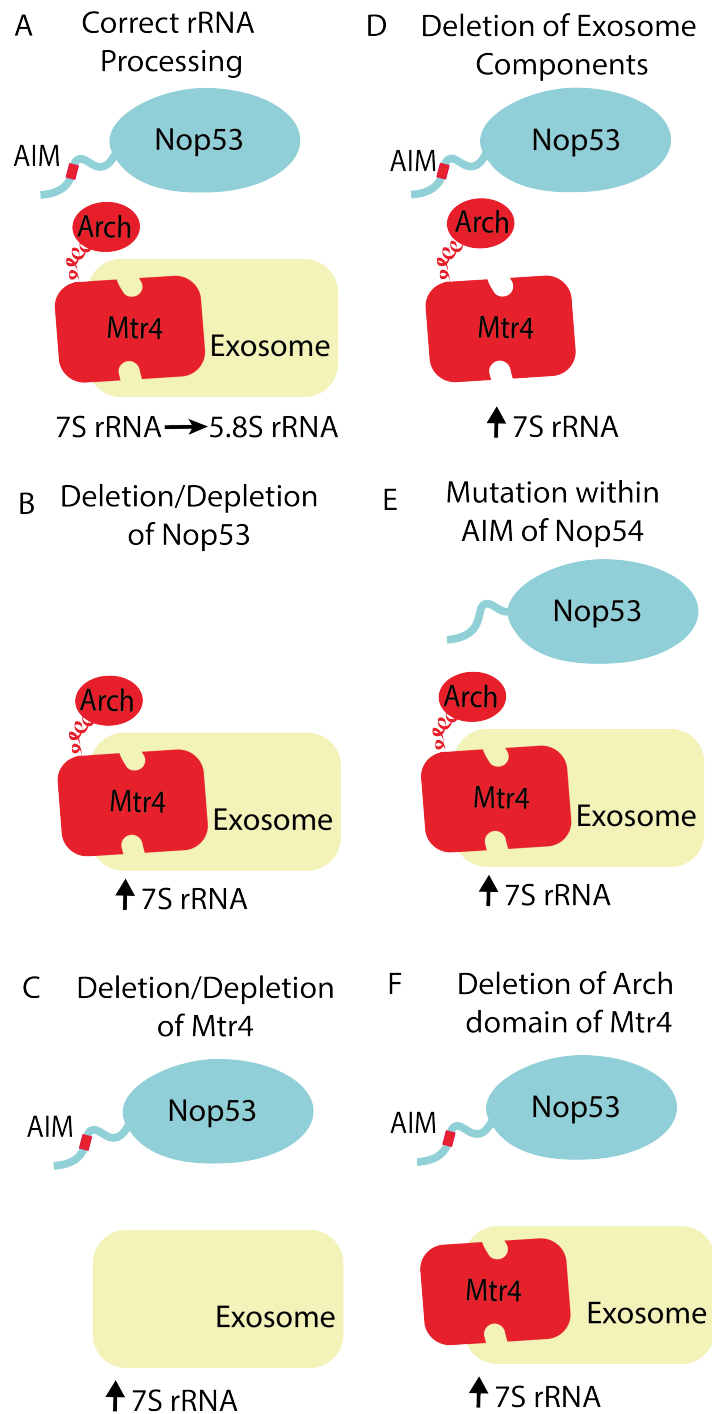 A
Correct rRNA
Processing
Nop53
AIM
Arch
Mtr4
Exosome
7S rRNA 5.8S rRNA
B
Deletion/Depletion
of Nop53
Arch
Mtr4
Exosome
7S rRNA
C
Deletion/Depletion
of Mtr4
Nop53
AIM
Exosome
7S rRNA
D
Deletion of Exosome
Components
Nop53
AIM
Arch
Mtr4
7S rRNA
E
Mutation within
AIM of Nop54
Nop53
Arch
Mtr4
Exosome
7S rRNA
F
Deletion of Arch
domain of Mtr4
Nop53
AIM
Mtr4
Exosome
7S rRNA